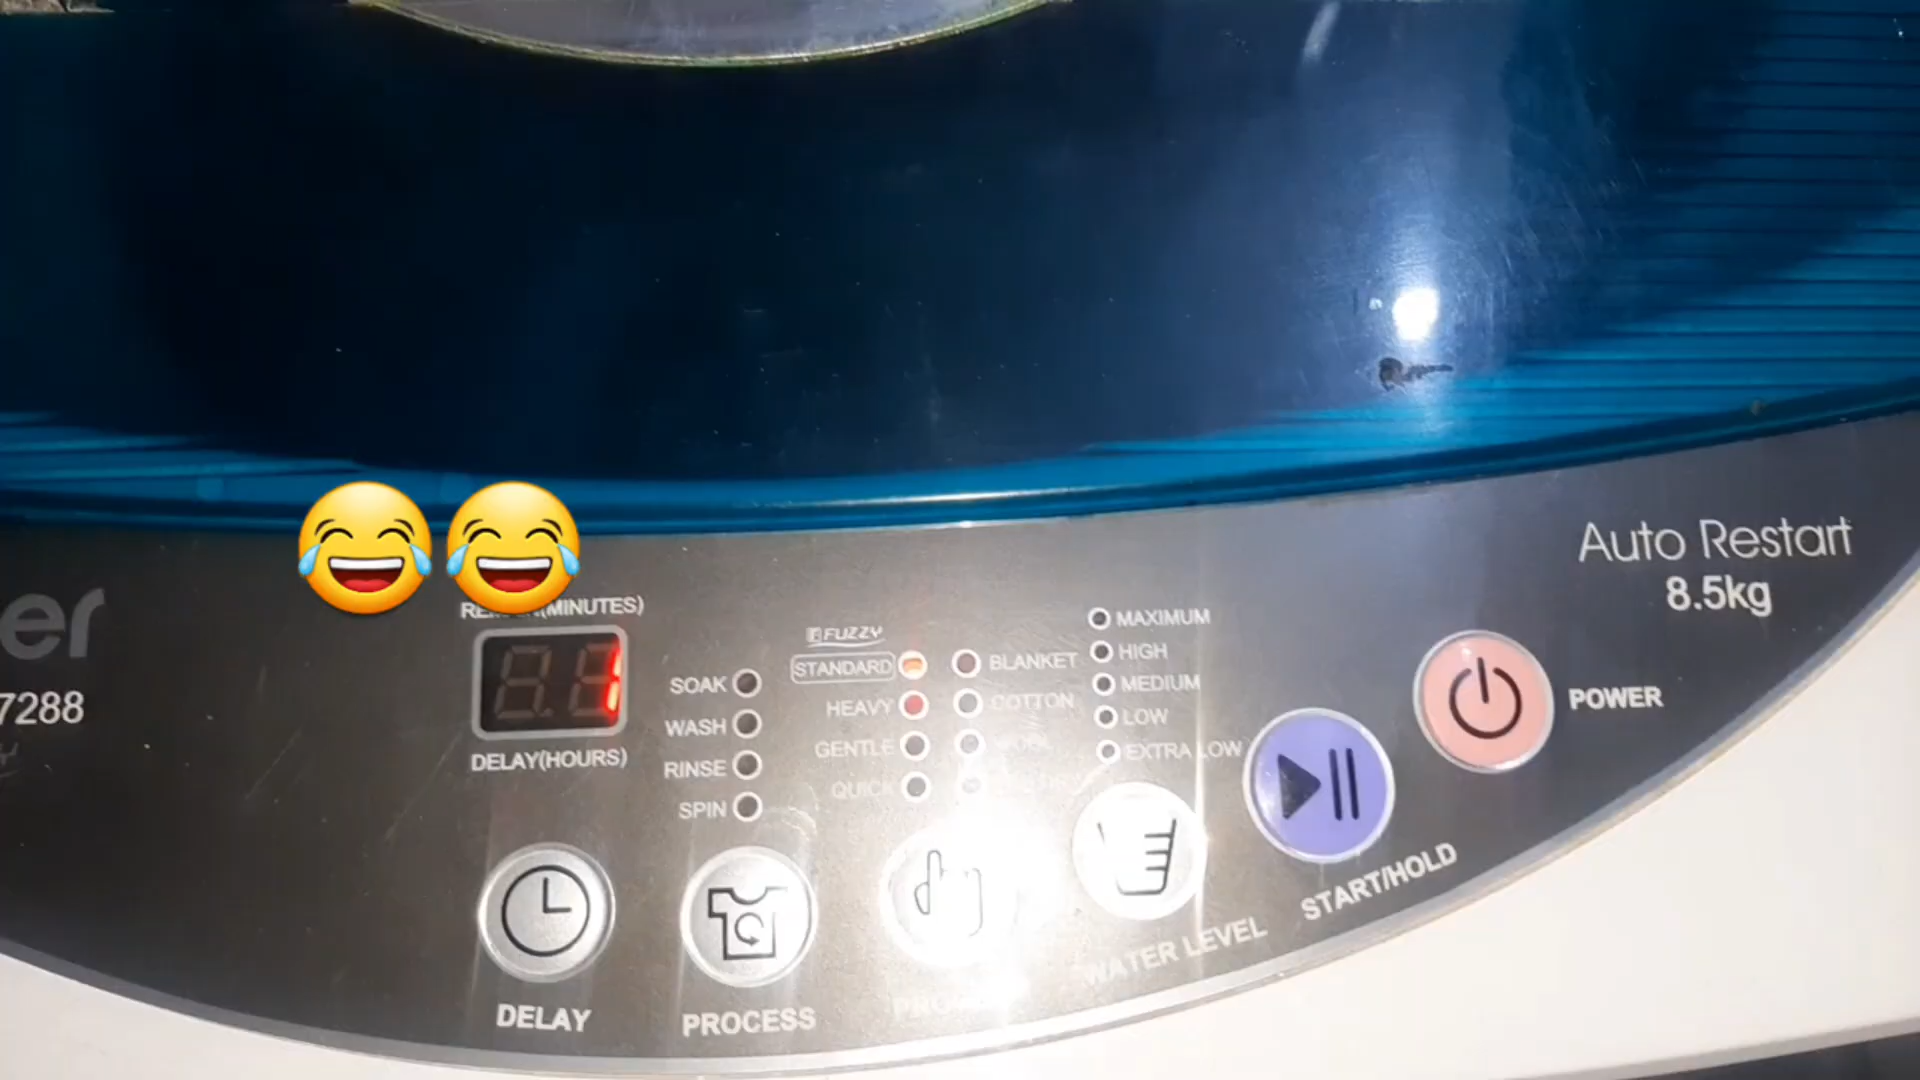 Auto Restart
8.5kg
er
7288
(MINUTES)
1
DELAY(HOURS)
SOAK
WASH
RINSE
SPIN
FUZZY
STANDARD
HEAVY
GENTLE
QUICK
BLANKET
COTTON
MAXIMUM
HIGH
MEDIUM
LOW
EXTRA LOW
POWER
START/HOLD
WATER LEVEL
DELAY
PROCESS